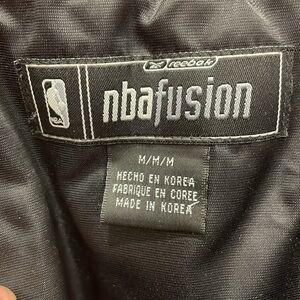 Reebok
nbafusion
M/M/M
HECHO EN KOREA
FABRIQUE EN COREE
MADE IN KOREA